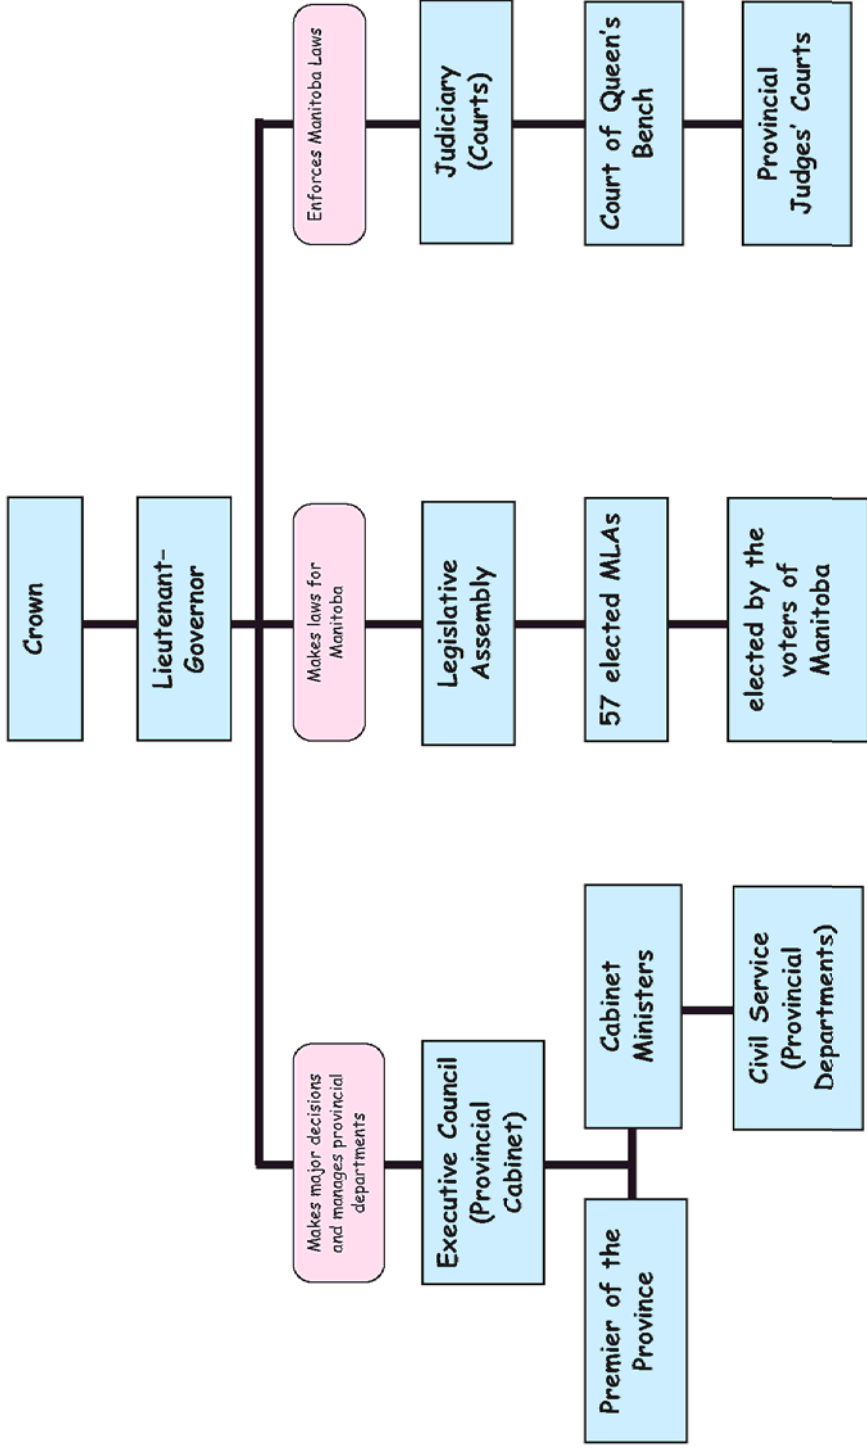 Crown
Lieutenant-
Governor
Makes major decisions
and manages provincial
departments
Executive Council
(Provincial
Cabinet)
Premier of the
Province
Cabinet
Ministers
Civil Service
(Provincial
Departments)
Makes laws for
Manitoba
Legislative
Assembly
57 elected MLAs
elected by the
voters of
Manitoba
Enforces Manitoba Laws
Judiciary
(Courts)
Court of Queen's
Bench
Provincial
Judges' Courts